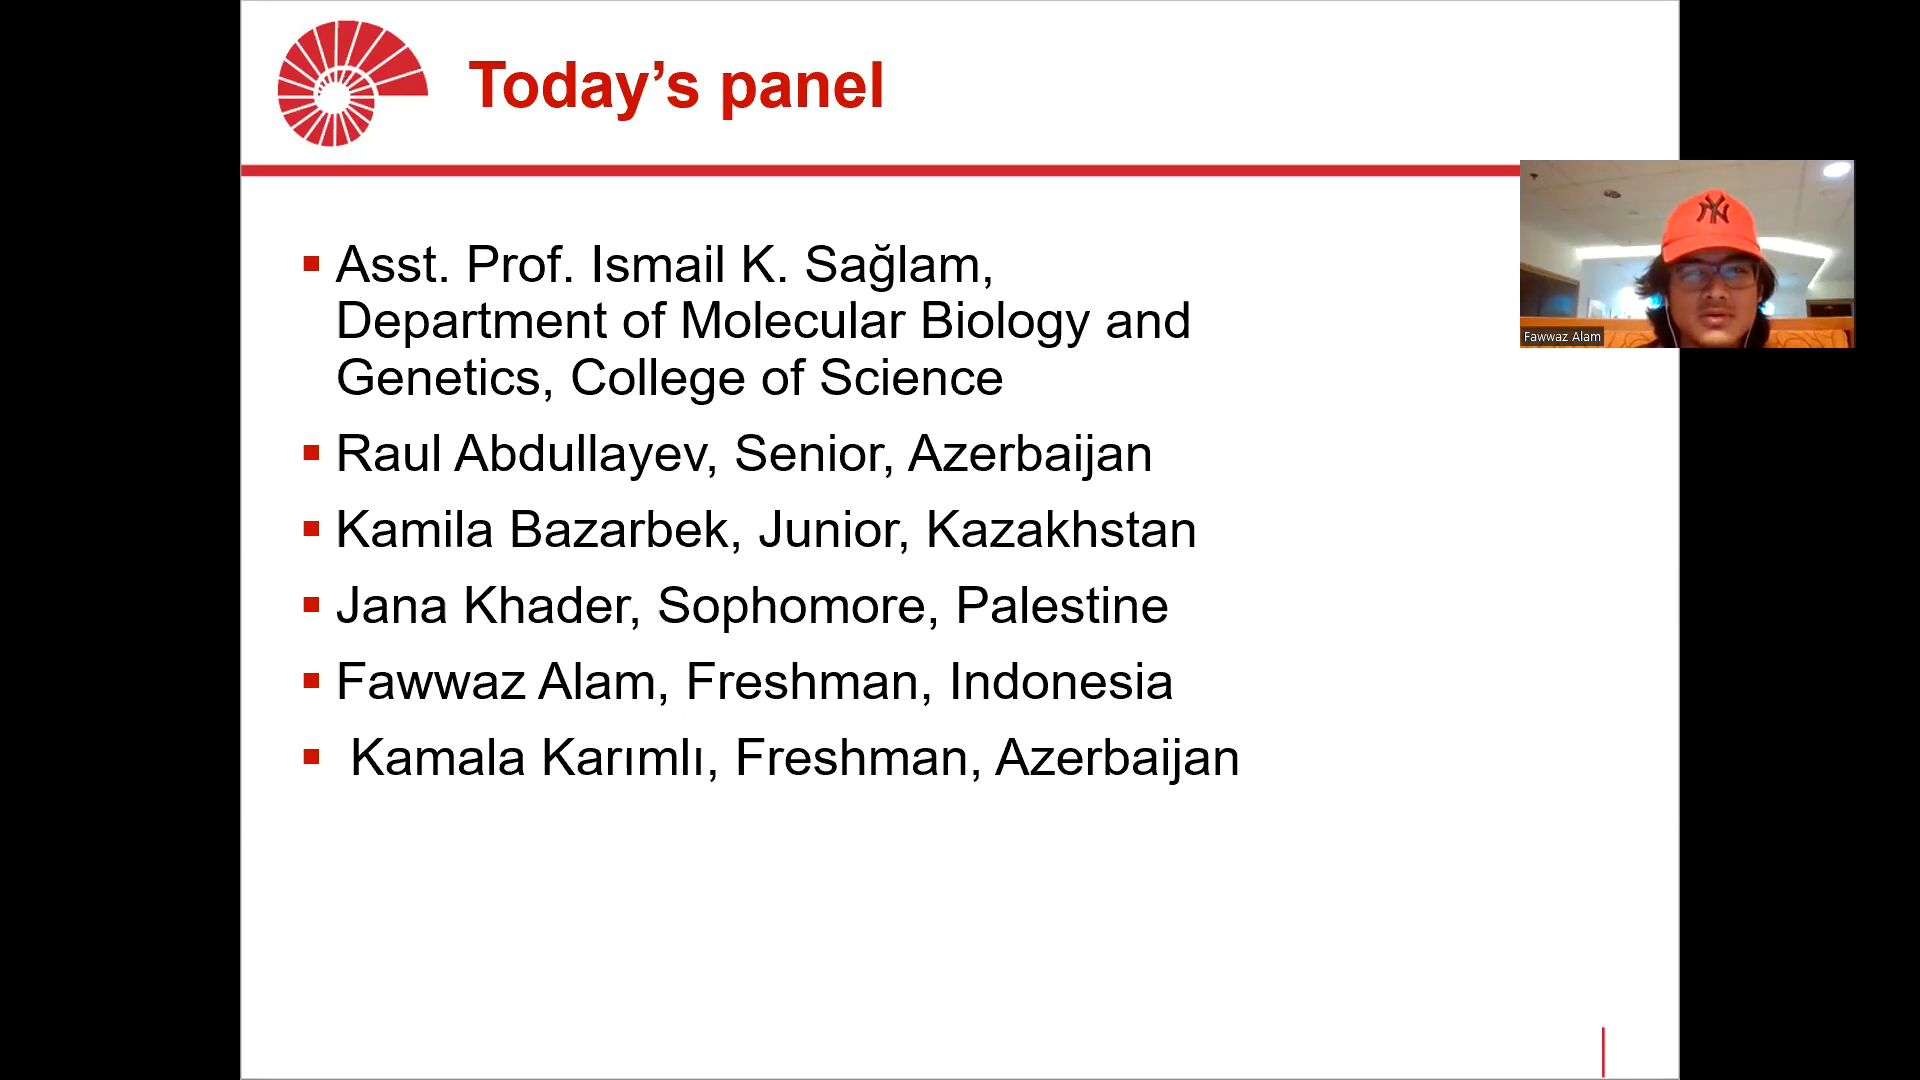 Today’s panel
Asst. Prof. Ismail K. Sağlam,
Department of Molecular Biology and
Genetics, College of Science
Raul Abdullayev, Senior, Azerbaijan
Kamila Bazarbek, Junior, Kazakhstan
Jana Khader, Sophomore, Palestine
Fawwaz Alam, Freshman, Indonesia
Kamala Karımlı, Freshman, Azerbaijan
NY
Fawwaz Alam